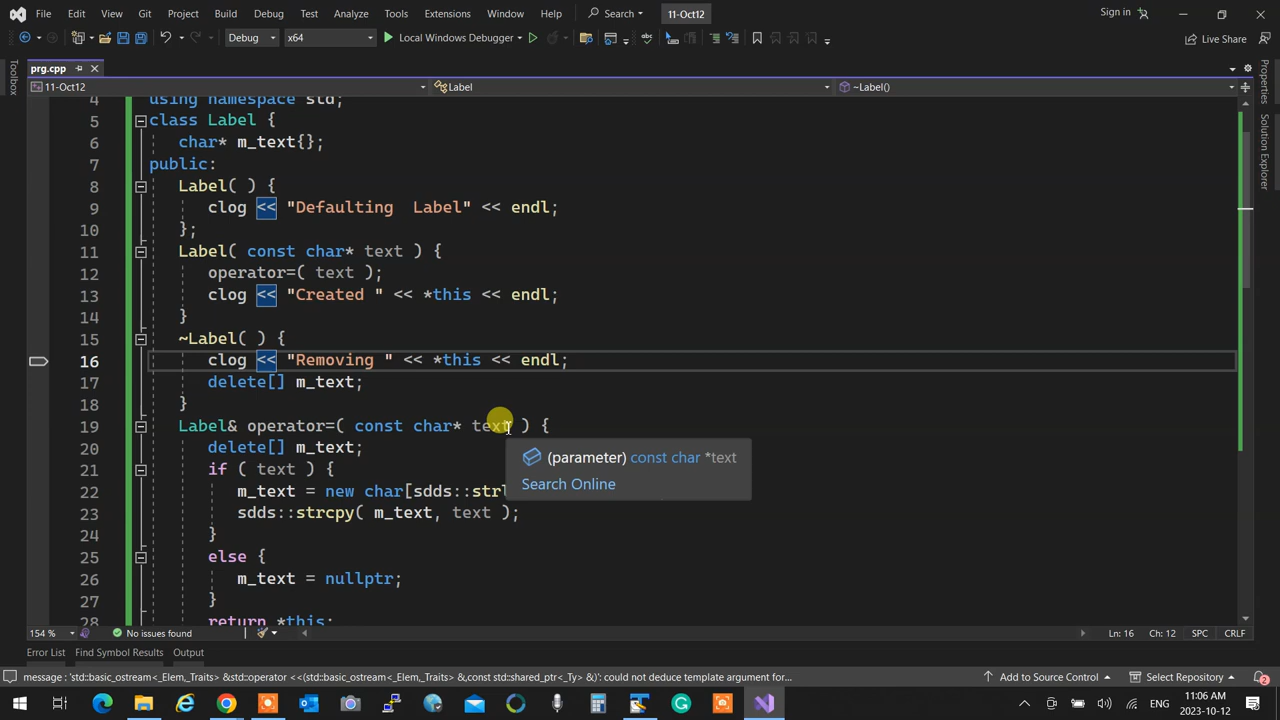 File Edit View Git Project Build Debug Test Analyze Tools Extensions Window Help Search 11-Oct12 Sign in
Debug x64 Local Windows Debugger Live Share
Toolbox
prg.cpp
11-Oct12 Label ~Label()
Properties
Solution Explorer
4 using namespace std;
5 class Label {
6 char* m_text{};
7 public:
8 Label( ) {
9 clog << "Defaulting  Label" << endl;
10 };
11 Label( const char* text ) {
12 operator=( text );
13 clog << "Created " << *this << endl;
14 }
15 ~Label( ) {
16 clog << "Removing " << *this << endl;
17 delete[] m_text;
18 }
19 Label& operator=( const char* text ) {
20 delete[] m_text;
(parameter) const char *text
Search Online
21 if ( text ) {
22 m_text = new char[sdds::strl
23 sdds::strcpy( m_text, text );
24 }
25 else {
26 m_text = nullptr;
27 }
28 return *this;
154 % No issues found Ln: 16 Ch: 12 SPC CRLF
Error List Find Symbol Results Output
message : 'std::basic_ostream<_Elem,_Traits> &std::operator <<(std::basic_ostream<_Elem,_Traits> &,const std::shared_ptr<_Ty> &)': could not deduce template argument for... Add to Source Control Select Repository 2
ENG 11:06 AM
2023-10-12